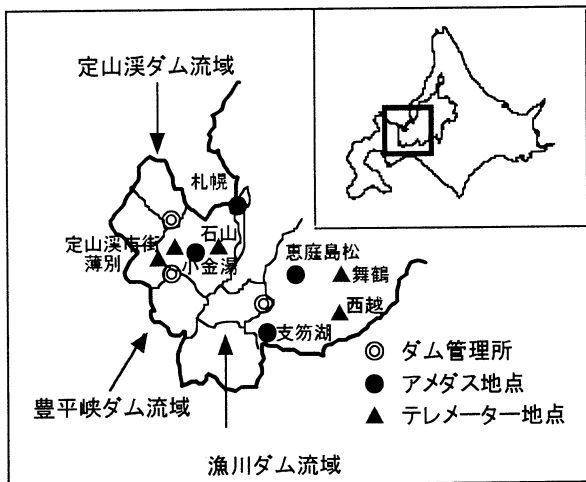 定山渓ダム流域
札幌
石山
定山渓市街
小金湯
薄別
恵庭島松
舞鶴
西越
支笏湖
豊平峡ダム流域
漁川ダム流域
◎ ダム管理所
● アメダス地点
▲ テレメーター地点